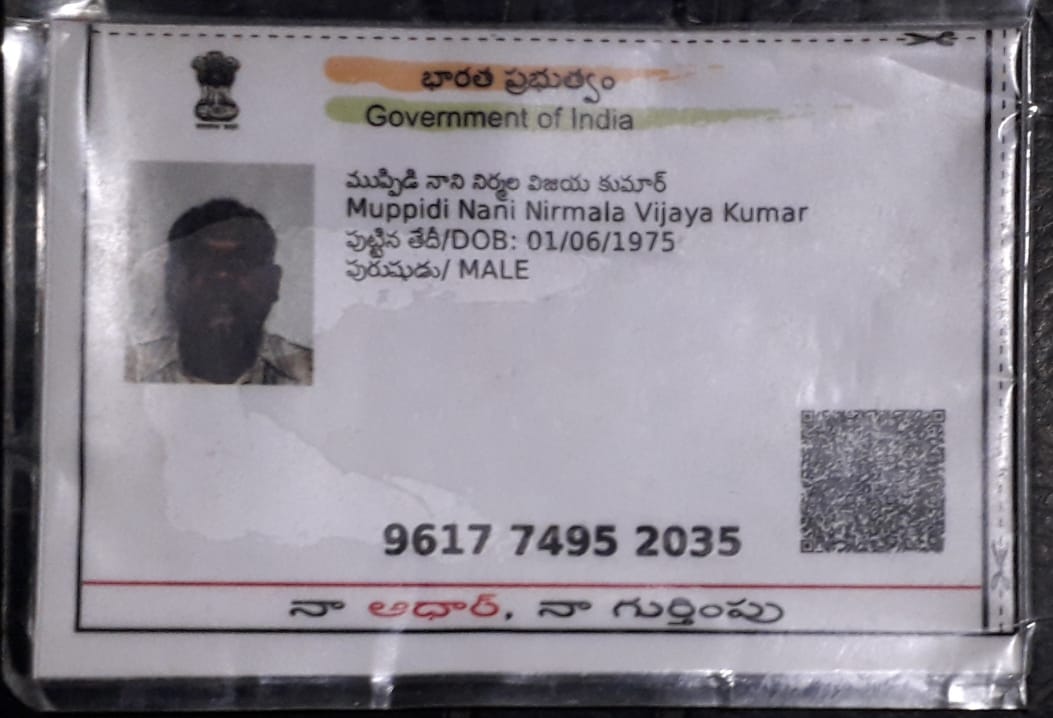 భారత ప్రభుత్వం
Government of India
ముప్పిడి నాని నిర్మల విజయ కుమార్
Muppidi Nani Nirmala Vijaya Kumar
పుట్టిన తేదీ/DOB: 01/06/1975
పురుషుడు/ MALE
9617 7495 2035
నా ఆధార్, నా గుర్తింపు